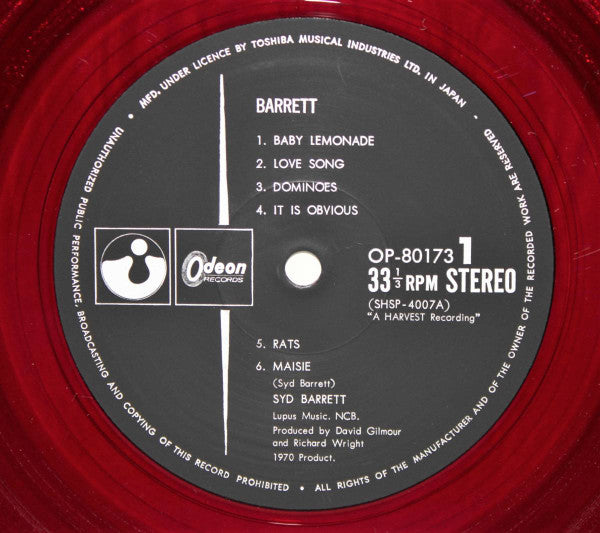 • MFD. UNDER LICENCE BY TOSHIBA MUSICAL INDUSTRIES LTD, IN JAPAN •
UNAUTHORIZED PUBLIC PERFORMANCE, BROADCASTING AND COPYING OF THIS RECORD PROHIBITED • ALL RIGHTS OF THE MANUFACTURER AND OF THE OWNER OF THE RECORDED WORK ARE RESERVED
BARRETT
1. BABY LEMONADE
2. LOVE SONG
3. DOMINOES
4. IT IS OBVIOUS
Odeon
RECORDS
OP-80173 1
33 1/3 RPM STEREO
(SHSP-4007A)
"A HARVEST Recording"
5. RATS
6. MAISIE
(Syd Barrett)
SYD BARRETT
Lupus Music. NCB.
Produced by David Gilmour
and Richard Wright
1970 Product.